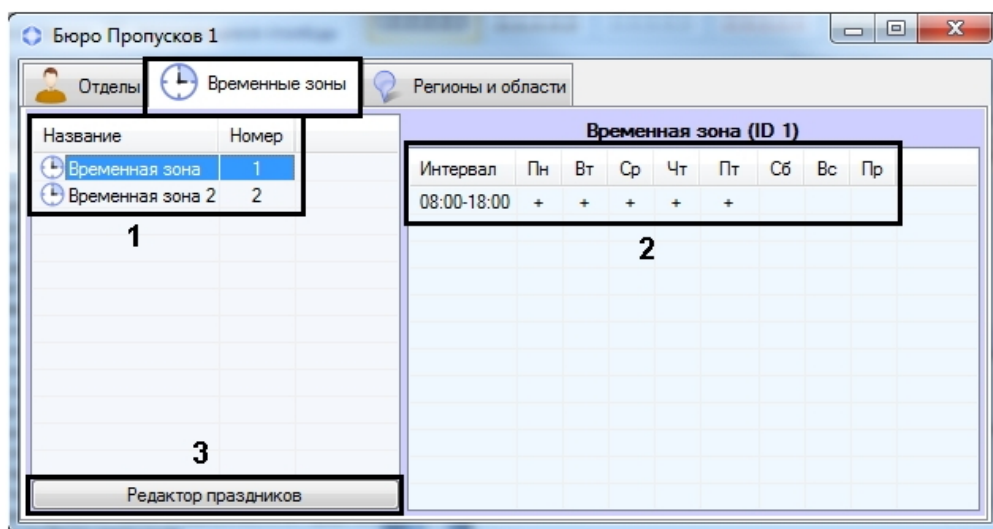 Бюро Пропусков 1
Отделы Временные зоны Регионы и области
Название Номер
Временная зона 1
Временная зона 2 2
1
Временная зона (ID 1)
Интервал Пн Вт Ср Чт Пт Сб Вс Пр
08:00-18:00 + + + + +
2
3
Редактор праздников